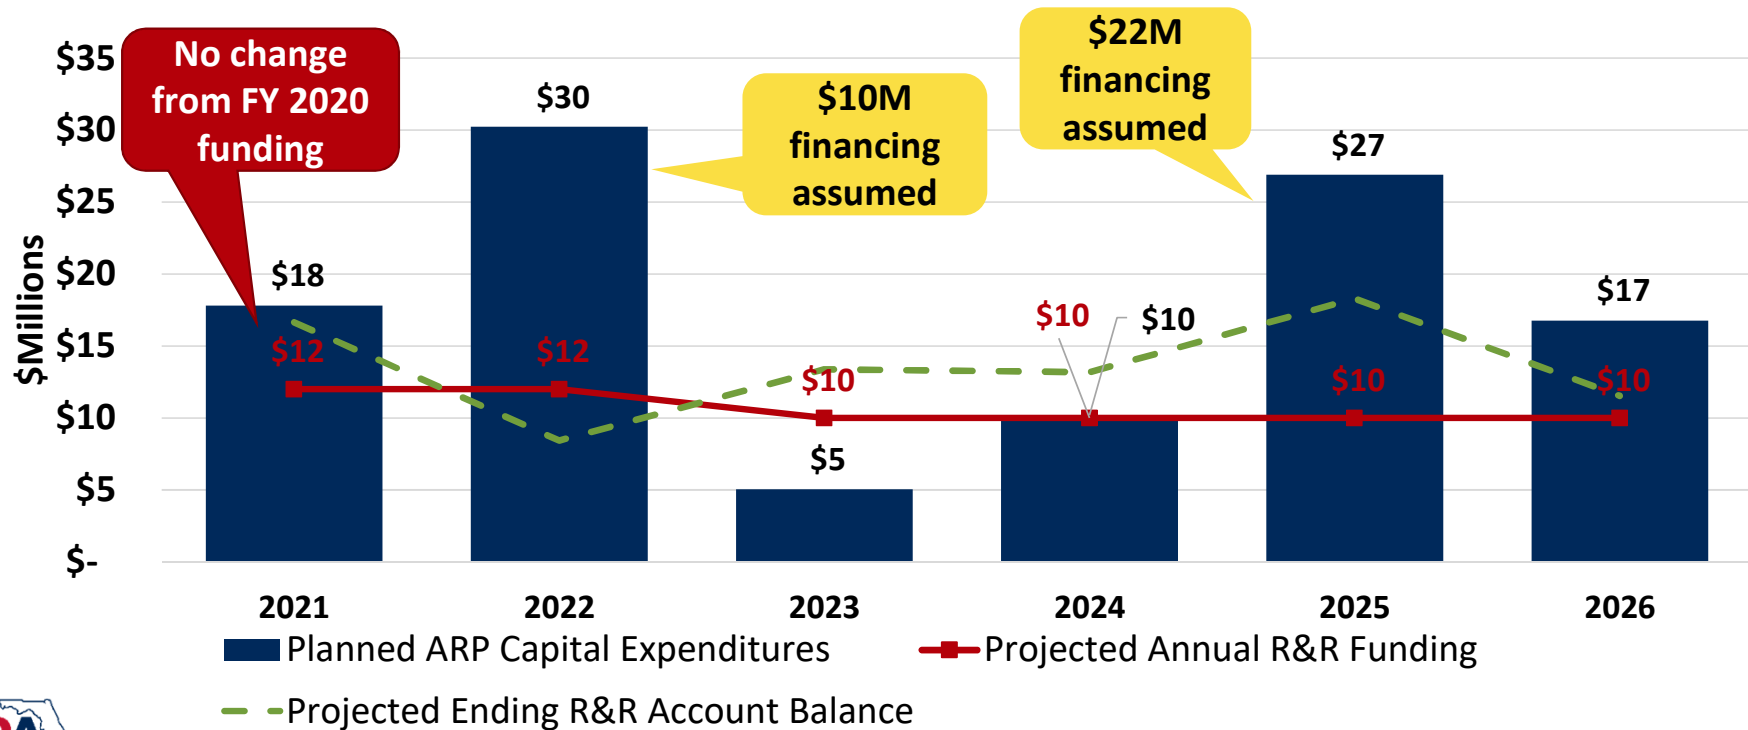 No change
from FY 2020
funding
$10M
financing
assumed
$22M
financing
assumed
$Millions
$35
$30
$25
$20
$15
$10
$5
$-
$18
$30
$5
$10
$27
$17
$12
$12
$10
$10
$10
$10
2021
2022
2023
2024
2025
2026
Planned ARP Capital Expenditures
Projected Annual R&R Funding
Projected Ending R&R Account Balance